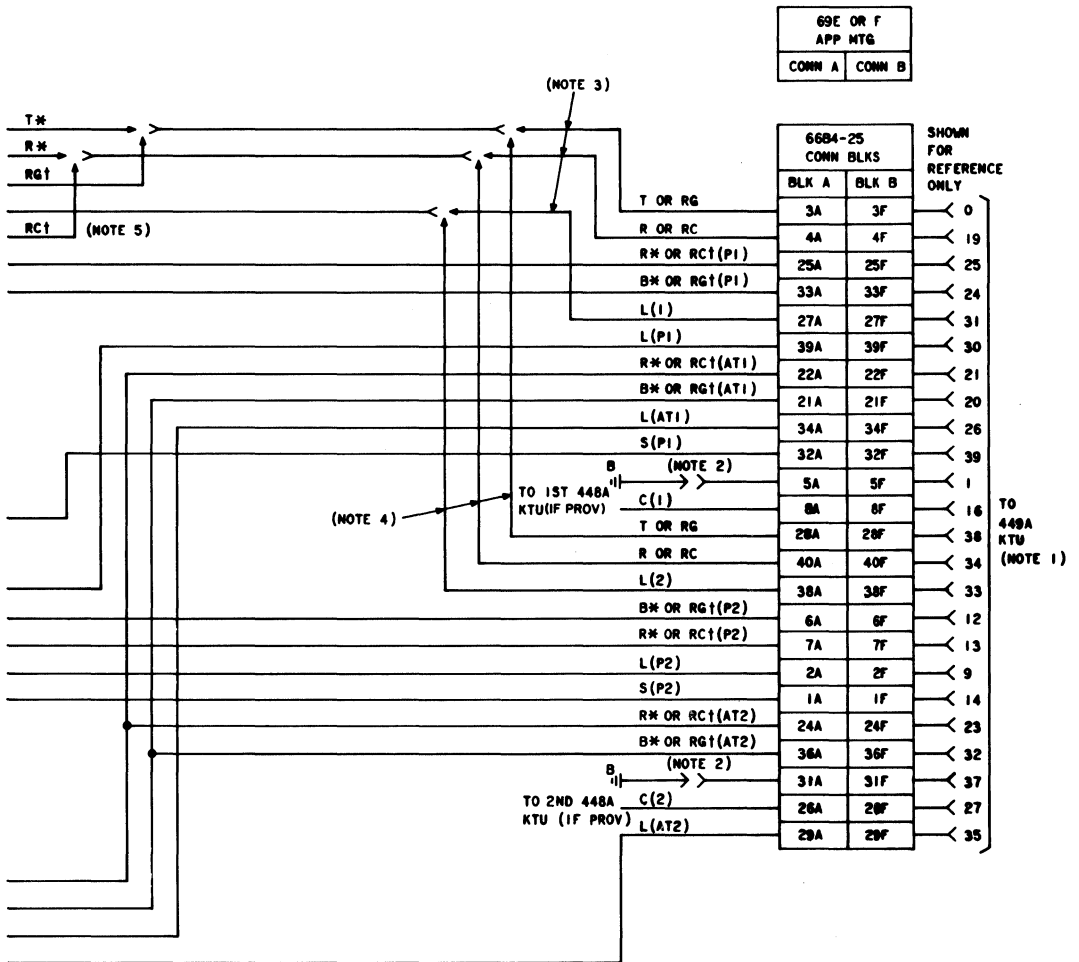 69E OR F
APP MTG
CONN A CONN B
(NOTE 3)
T*
R*
RG†
RC† (NOTE 5)
66B4-25
CONN BLKS
BLK A BLK B
SHOWN
FOR
REFERENCE
ONLY
T OR RG 3A 3F 0
R OR RC 4A 4F 19
R* OR RC†(P1) 25A 25F 25
B* OR RG†(P1) 33A 33F 24
L(1) 27A 27F 31
L(P1) 39A 39F 30
R* OR RC†(AT1) 22A 22F 21
B* OR RG†(AT1) 21A 21F 20
L(AT1) 34A 34F 26
S(P1) 32A 32F 39
B (NOTE 2) 5A 5F 1
TO 1ST 448A
KTU(IF PROV)
C(1) 8A 8F 16
(NOTE 4)
T OR RG 28A 28F 38
R OR RC 40A 40F 34
L(2) 38A 38F 33
B* OR RG†(P2) 6A 6F 12
R* OR RC†(P2) 7A 7F 13
L(P2) 2A 2F 9
S(P2) 1A 1F 14
R* OR RC†(AT2) 24A 24F 23
B* OR RG†(AT2) 36A 36F 32
B (NOTE 2) 31A 31F 37
TO 2ND 448A
KTU (IF PROV)
C(2) 26A 27
L(AT2) 29A 29F 35
TO
449A
KTU
(NOTE 1)